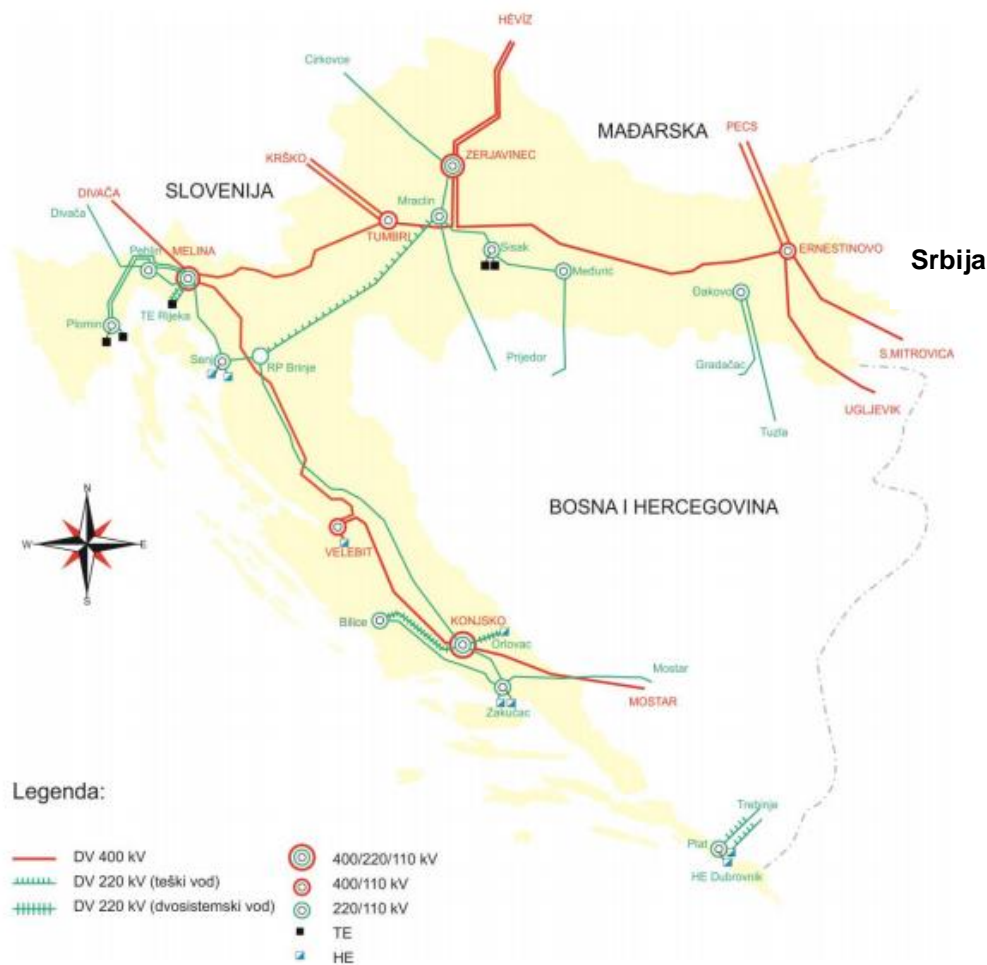 HÉVÍZ
Cirkovce
MAĐARSKA
PECS
KRŠKO
ŽERJAVINEC
SLOVENIJA
DIVAČA
Divača
Mraclin
TUMBRI
Pehlin
MELINA
Sisak
Međurić
ERNESTINOVO
Srbija
Đakovo
Plomin
TE Rijeka
Senj
RP Brinje
Prijedor
Gradačac
S.MITROVICA
UGLJEVIK
Tuzla
BOSNA I HERCEGOVINA
N
W
E
S
VELEBIT
Bilice
KONJSKO
Orlovac
Mostar
Zakučac
MOSTAR
Legenda:
Trebinje
Plat
HE Dubrovnik
DV 400 kV
DV 220 kV (teški vod)
DV 220 kV (dvosistemski vod)
400/220/110 kV
400/110 kV
220/110 kV
TE
HE